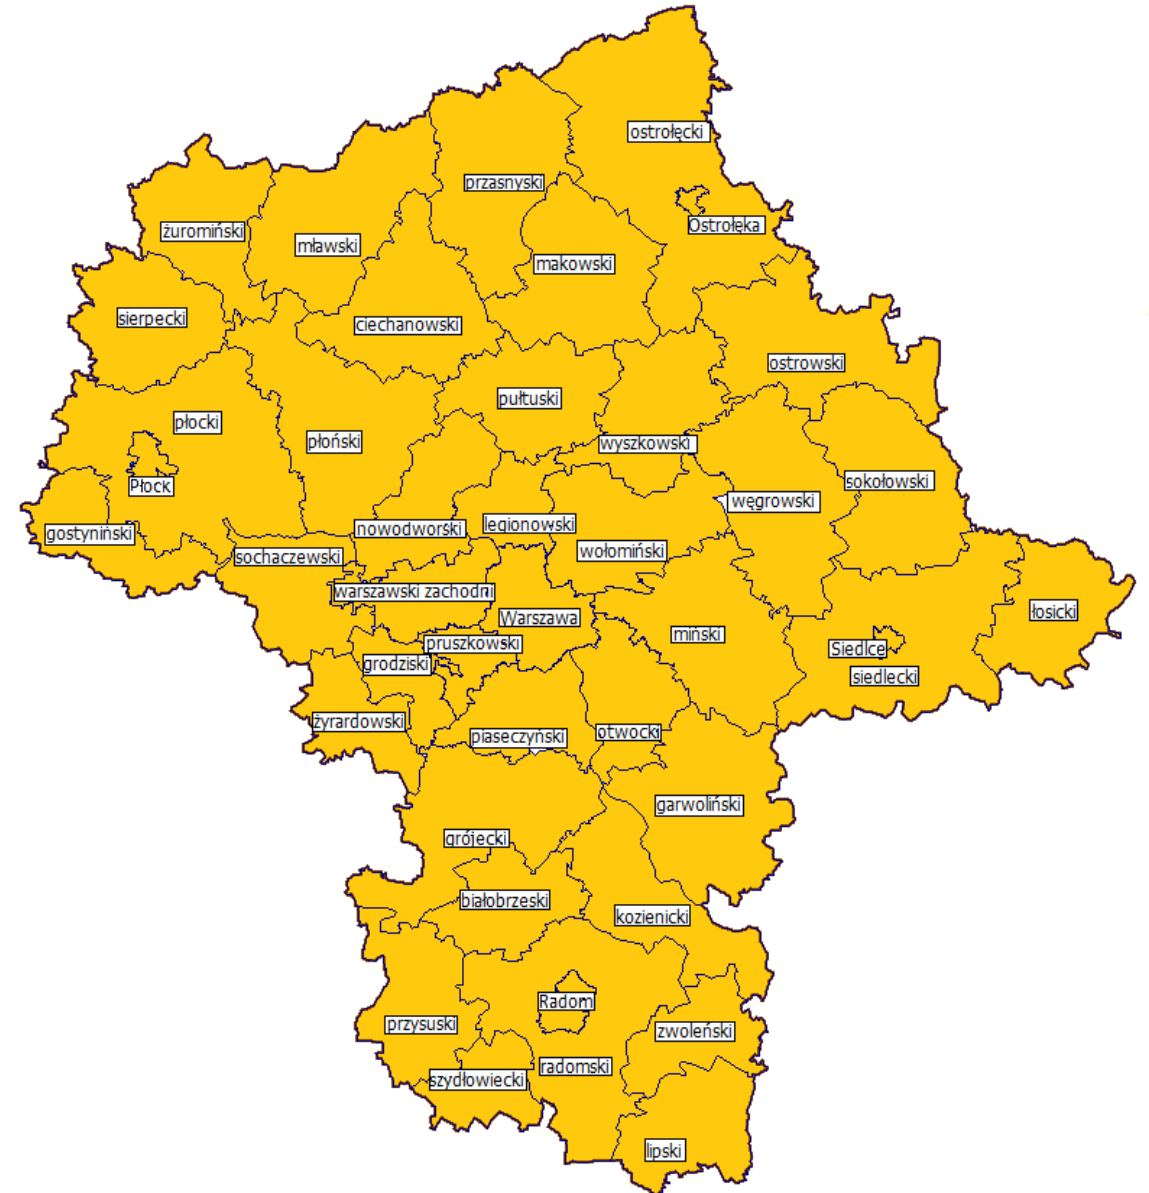 ostrołęcki
przasnyski
Ostrołęka
żuromiński
mławski
makowski
sierpecki
ciechanowski
ostrowski
pułtuski
płocki
płoński
wyszkowski
Płock
sokołowski
węgrowski
gostyniński
nowodworski
legionowski
sochaczewski
wołomiński
warszawski zachodni
Warszawa
łosicki
miński
pruszkowski
Siedlce
grodziski
siedlecki
żyrardowski
piaseczyński
otwocki
garwoliński
grójecki
białobrzeski
kozienicki
Radom
przysuski
zwoleński
radomski
szydłowiecki
lipski